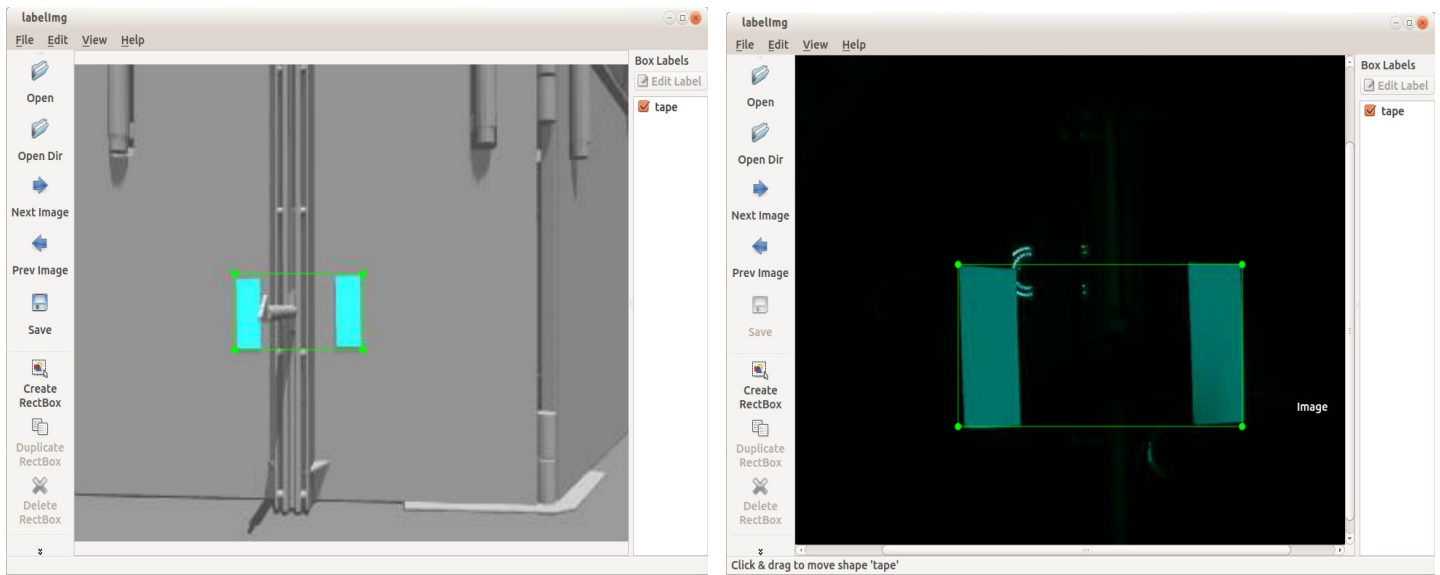 labelImg
File Edit View Help
Open
Open Dir
Next Image
Prev Image
Save
Create
RectBox
Duplicate
RectBox
Delete
RectBox
Box Labels
Edit Label
tape
labelImg
File Edit View Help
Open
Open Dir
Next Image
Prev Image
Save
Create
RectBox
Duplicate
RectBox
Delete
RectBox
Image
Box Labels
Edit Label
tape
Click & drag to move shape 'tape'